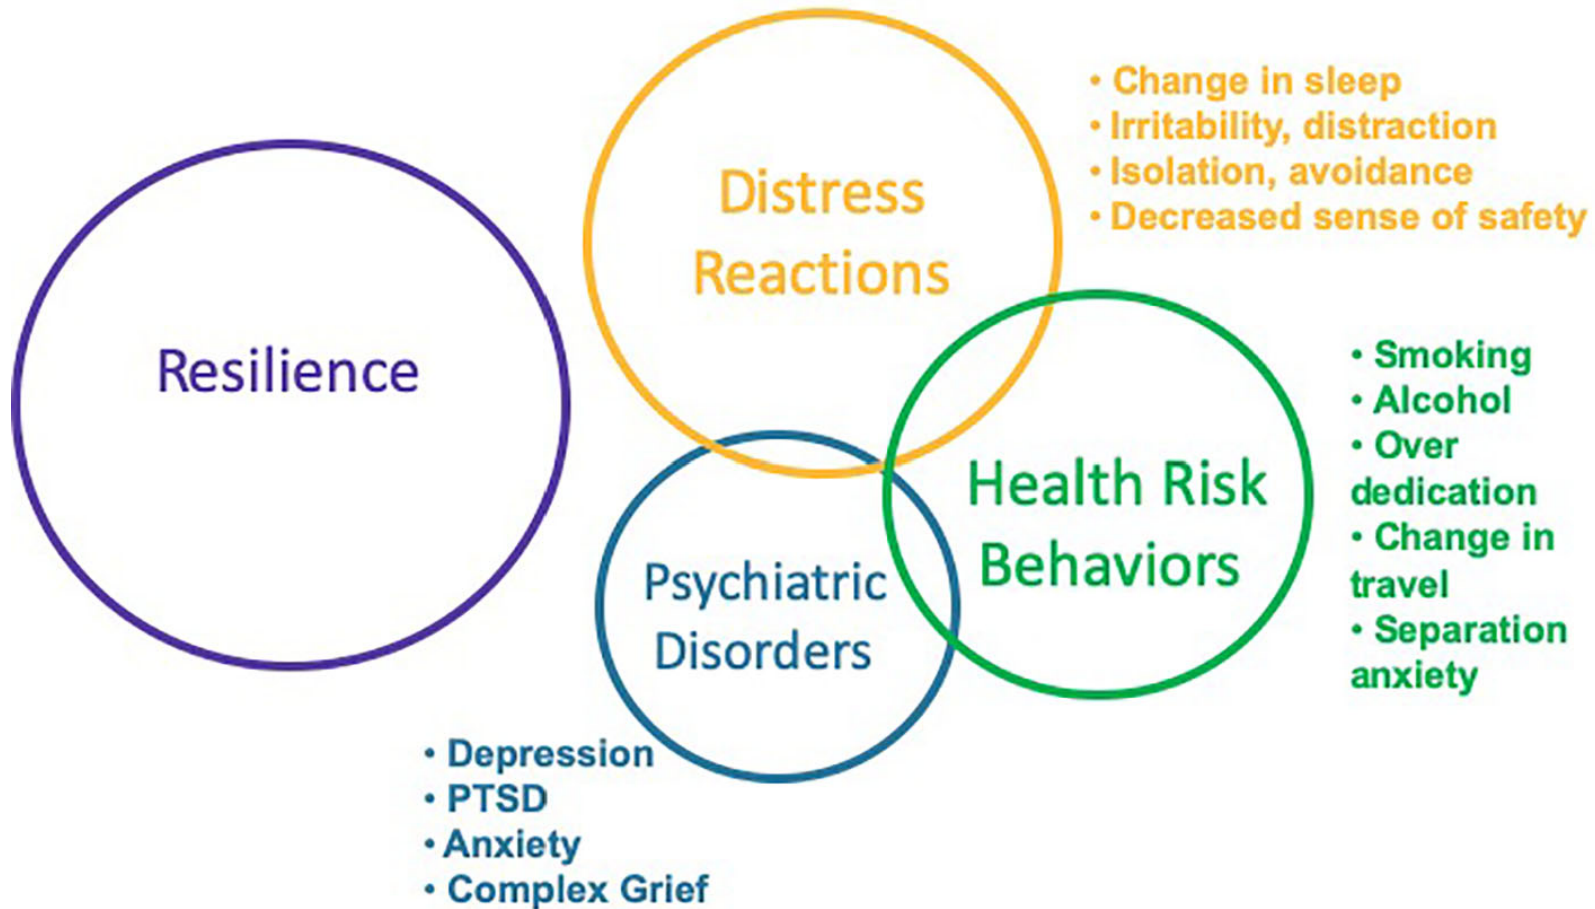 Resilience
Distress
Reactions
• Change in sleep
• Irritability, distraction
• Isolation, avoidance
• Decreased sense of safety
Health Risk
Behaviors
• Smoking
• Alcohol
• Over
dedication
• Change in
travel
• Separation
anxiety
Psychiatric
Disorders
• Depression
• PTSD
• Anxiety
• Complex Grief